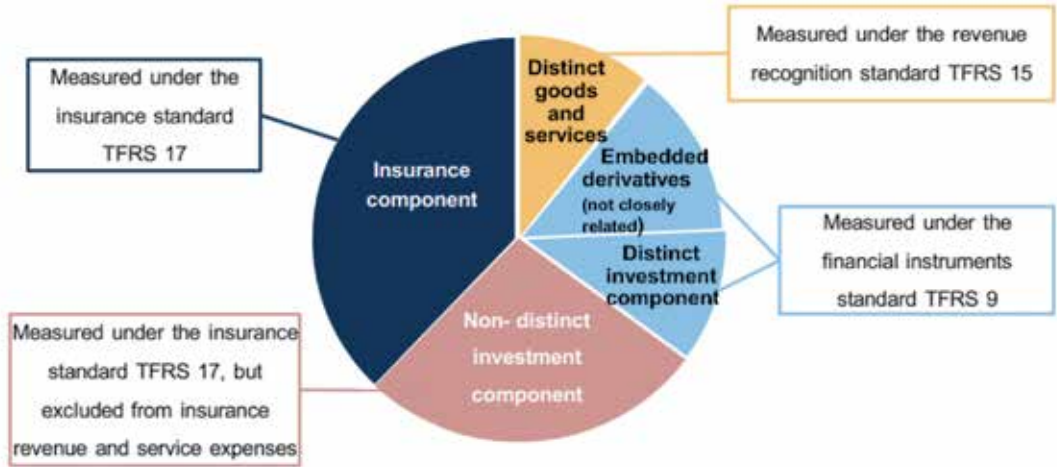 Measured under the revenue
recognition standard TFRS 15
Measured under the
insurance standard
TFRS 17
Distinct
goods
and
services
Insurance
component
Embedded
derivatives
(not closely
related)
Distinct
investment
component
Measured under the
financial instruments
standard TFRS 9
Non- distinct
investment
component
Measured under the insurance
standard TFRS 17, but
excluded from insurance
revenue and service expenses